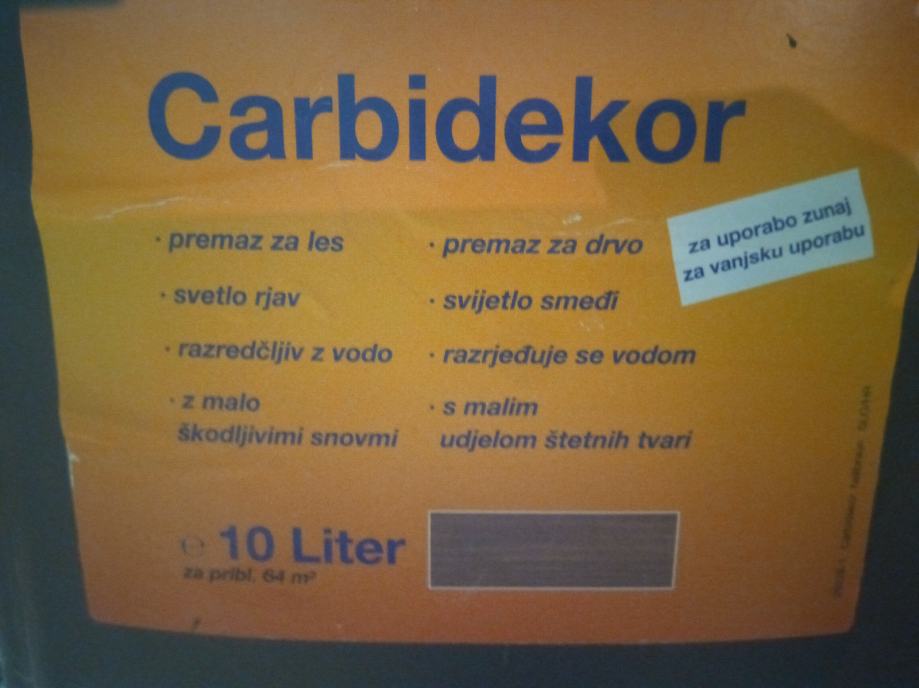 Carbidekor
za uporabo zunaj
za vanjsku uporabu
· premaz za les
· svetlo rjav
· razredčljiv z vodo
· z malo
škodljivimi snovmi
· premaz za drvo
· svijetlo smeđi
· razrjeđuje se vodom
· s malim
udjelom štetnih tvari
℮ 10 Liter
za pribl. 64 m²